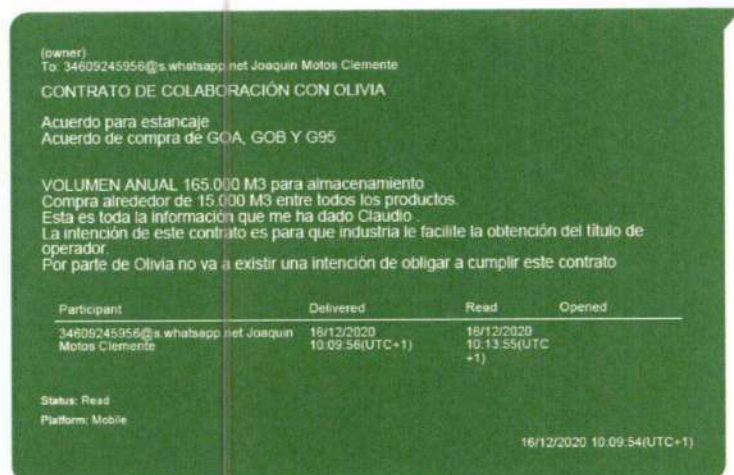 (owner)
To: 34609245956@s.whatsapp.net Joaquin Motos Clemente
CONTRATO DE COLABORACIÓN CON OLIVIA
Acuerdo para estancaje
Acuerdo de compra de GOA, GOB Y G95
VOLUMEN ANUAL 165.000 M3 para almacenamiento
Compra alrededor de 15.000 M3 entre todos los productos.
Esta es toda la información que me ha dado Claudio .
La intención de este contrato es para que industria le facilite la obtención del título de
operador.
Por parte de Olivia no va a existir una intención de obligar a cumplir este contrato
Participant Delivered Read Opened
34609245956@s.whatsapp.net Joaquin 16/12/2020 16/12/2020
Motos Clemente 10:09:56(UTC+1) 10:13:55(UTC
+1)
Status: Read
Platform: Mobile
16/12/2020 10:09:54(UTC+1)